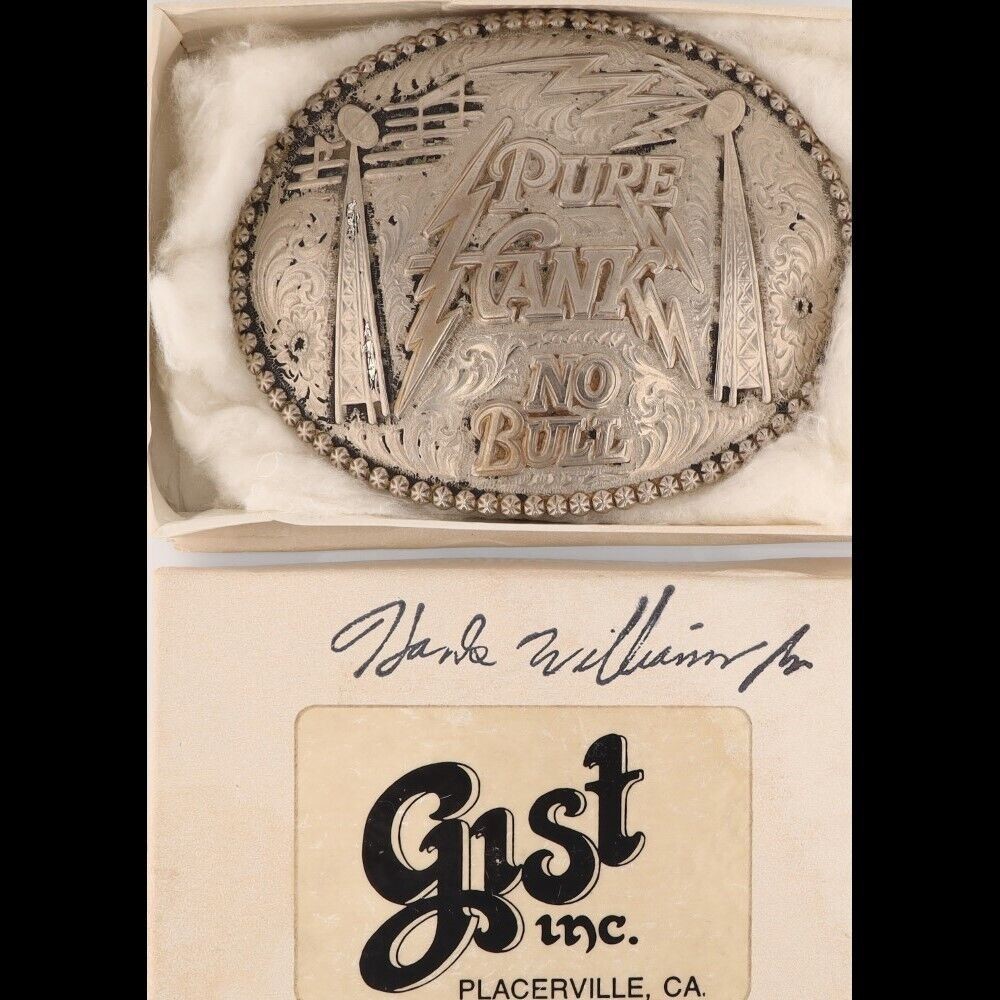 PURE
HANK
NO
BULL
Hank Williams Jr
Gist
inc.
PLACERVILLE, CA.